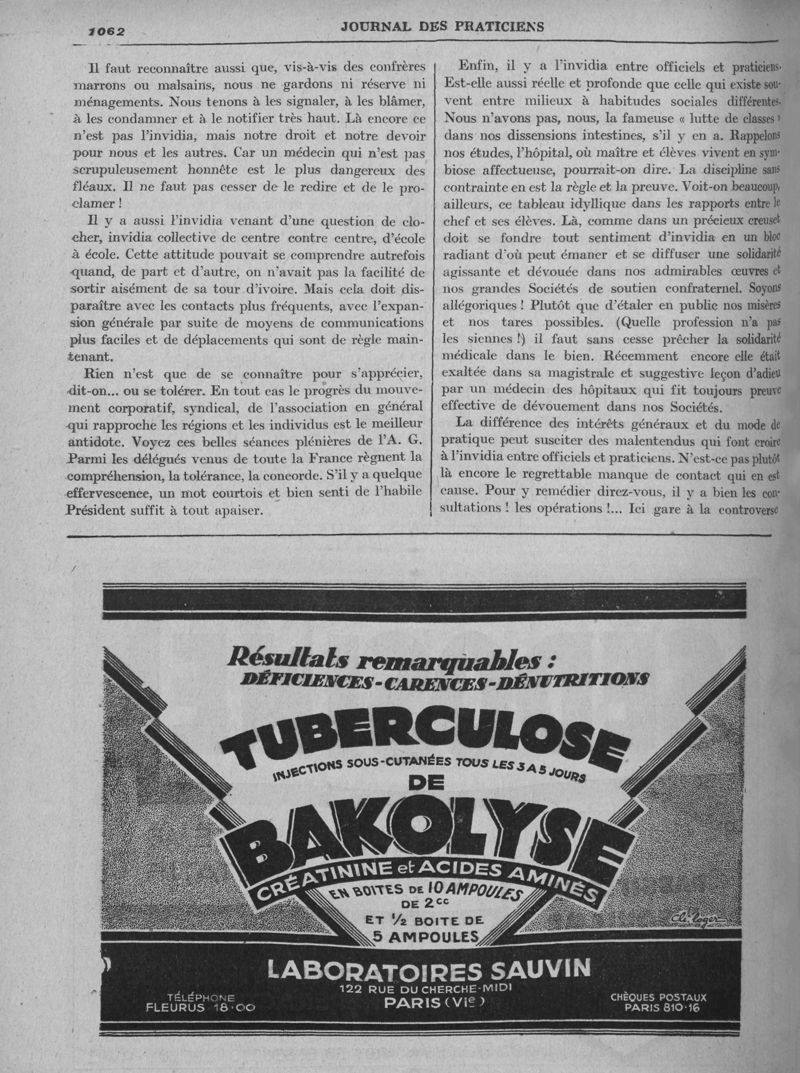 1062
JOURNAL DES PRATICIENS
Il faut reconnaître aussi que, vis-à-vis des confrères
marrons ou malsains, nous ne gardons ni réserve ni
ménagements. Nous tenons à les signaler, à les blâmer,
à les condamner et à le notifier très haut. Là encore ce
n'est pas l'invidia, mais notre droit et notre devoir
pour nous et les autres. Car un médecin qui n'est pas
scrupuleusement honnête est le plus dangereux des
fléaux. Il ne faut pas cesser de le redire et de le pro-
clamer !
Il y a aussi l'invidia venant d'une question de clo-
cher, invidia collective de centre contre centre, d'école
à école. Cette attitude pouvait se comprendre autrefois
quand, de part et d'autre, on n'avait pas la facilité de
sortir aisément de sa tour d'ivoire. Mais cela doit dis-
paraître avec les contacts plus fréquents, avec l'expan-
sion générale par suite de moyens de communications
plus faciles et de déplacements qui sont de règle main-
tenant.
Rien n'est que de se connaître pour s'apprécier,
dit-on... ou se tolérer. En tout cas le progrès du mouve-
ment corporatif, syndical, de l'association en général
qui rapproche les régions et les individus est le meilleur
antidote. Voyez ces belles séances plénières de l'A. G.
Parmi les délégués venus de toute la France règnent la
compréhension, la tolérance, la concorde. S'il y a quelque
effervescence, un mot courtois et bien senti de l'habile
Président suffit à tout apaiser.
Enfin, il y a l'invidia entre officiels et praticiens.
Est-elle aussi réelle et profonde que celle qui existe sou-
vent entre milieux à habitudes sociales différentes.
Nous n'avons pas, nous, la fameuse « lutte de classes »
dans nos dissensions intestines, s'il y en a. Rappelons
nos études, l'hôpital, où maître et élèves vivent en sym-
biose affectueuse, pourrait-on dire. La discipline sans
contrainte en est la règle et la preuve. Voit-on beaucoup,
ailleurs, ce tableau idyllique dans les rapports entre le
chef et ses élèves. Là, comme dans un précieux creuset
doit se fondre tout sentiment d'invidia en un bloc
radiant d'où peut émaner et se diffuser une solidarité
agissante et dévouée dans nos admirables œuvres et
nos grandes Sociétés de soutien confraternel. Soyons
allégoriques ! Plutôt que d'étaler en public nos misères
et nos tares possibles. (Quelle profession n'a pas
les siennes !) il faut sans cesse prêcher la solidarité
médicale dans le bien. Récemment encore elle était
exaltée dans sa magistrale et suggestive leçon d'adieu
par un médecin des hôpitaux qui fit toujours preuve
effective de dévouement dans nos Sociétés.
La différence des intérêts généraux et du mode de
pratique peut susciter des malentendus qui font croire
à l'invidia entre officiels et praticiens. N'est-ce pas plutôt
là encore le regrettable manque de contact qui en est
cause. Pour y remédier direz-vous, il y a bien les con-
sultations ! les opérations !... Ici gare à la controverse
Résultats remarquables :
DÉFICIENCES - CARENCES - DÉNUTRITIONS
TUBERCULOSE
INJECTIONS SOUS-CUTANÉES TOUS LES 3 A 5 JOURS
DE
BAKOLYSE
CRÉATININE et ACIDES AMINÉS
EN BOITES DE 10 AMPOULES
DE 2cc
ET 1/2 BOITE DE
5 AMPOULES
Ch. Loger
LABORATOIRES SAUVIN
122 RUE DU CHERCHE-MIDI
PARIS (VIe)
TÉLÉPHONE
FLEURUS 18-00
CHÈQUES POSTAUX
PARIS 810-16